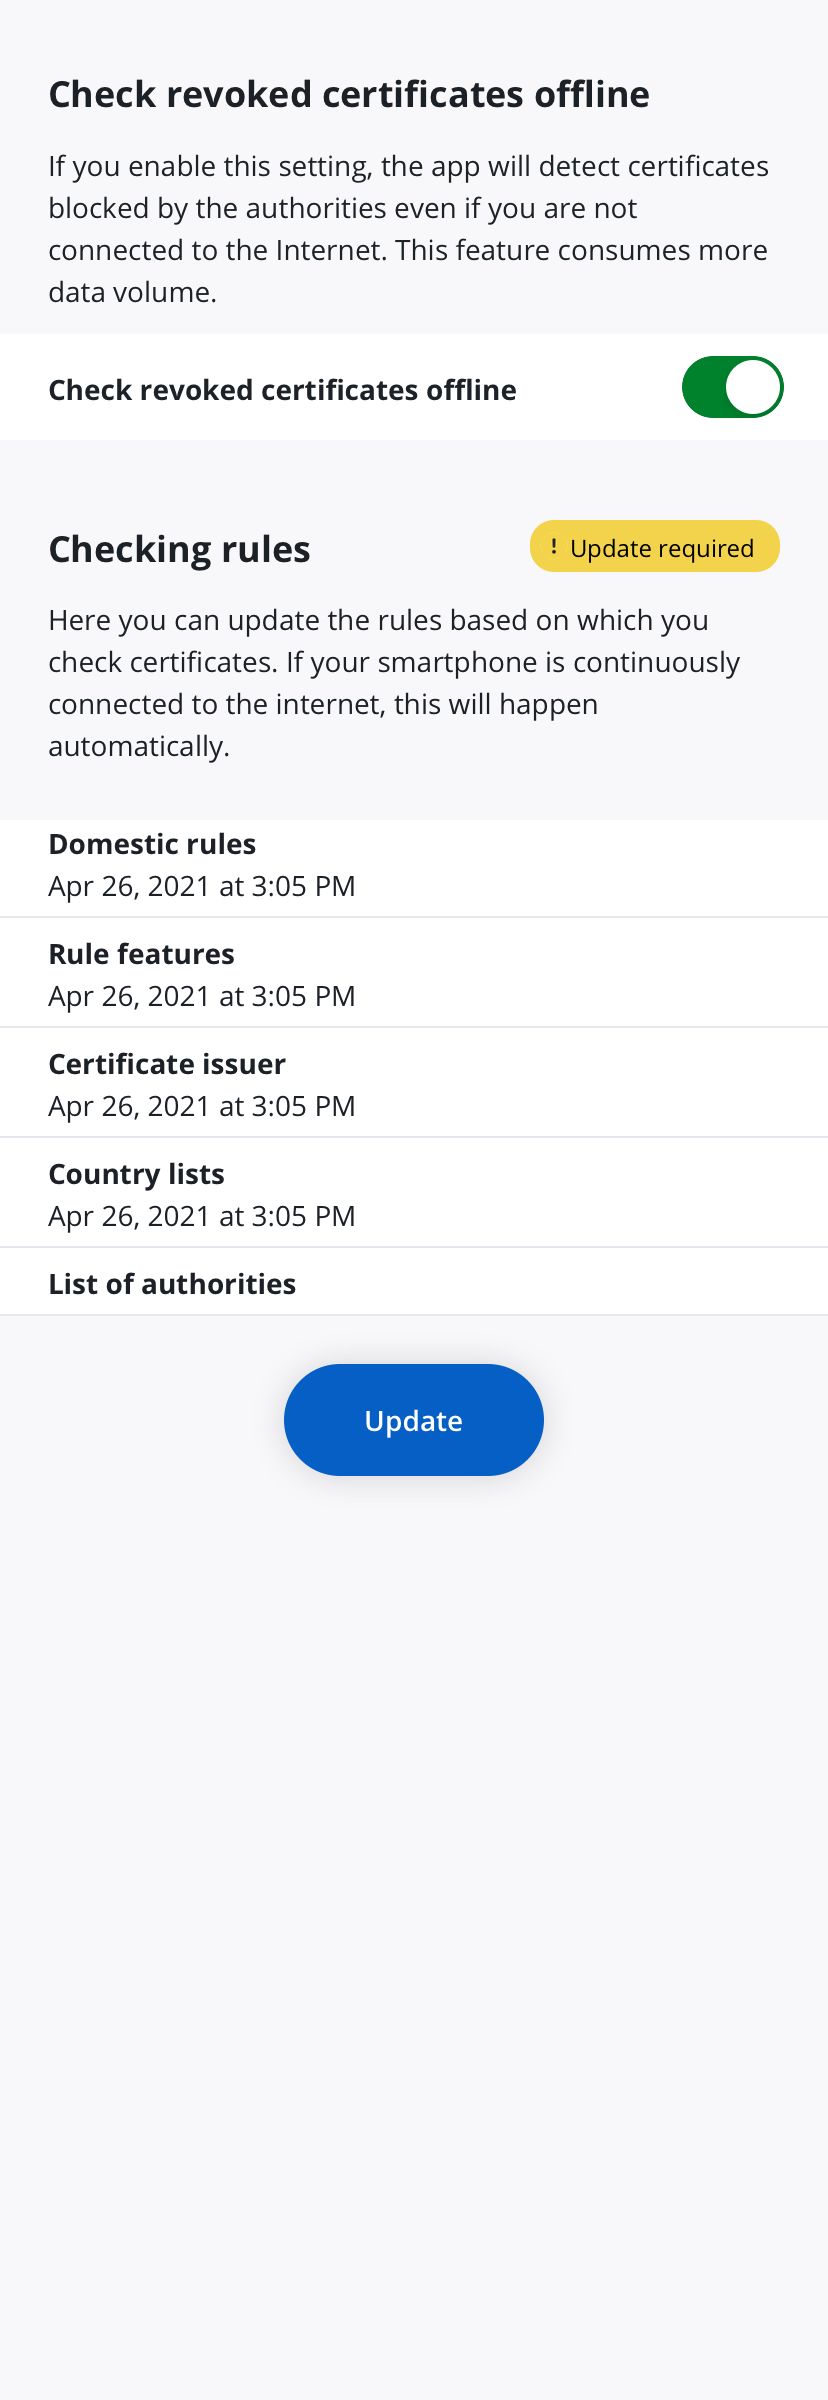 Check revoked certificates offline
If you enable this setting, the app will detect certificates
blocked by the authorities even if you are not
connected to the Internet. This feature consumes more
data volume.
Check revoked certificates offline
Checking rules
! Update required
Here you can update the rules based on which you
check certificates. If your smartphone is continuously
connected to the internet, this will happen
automatically.
Domestic rules
Apr 26, 2021 at 3:05 PM
Rule features
Apr 26, 2021 at 3:05 PM
Certificate issuer
Apr 26, 2021 at 3:05 PM
Country lists
Apr 26, 2021 at 3:05 PM
List of authorities
Update